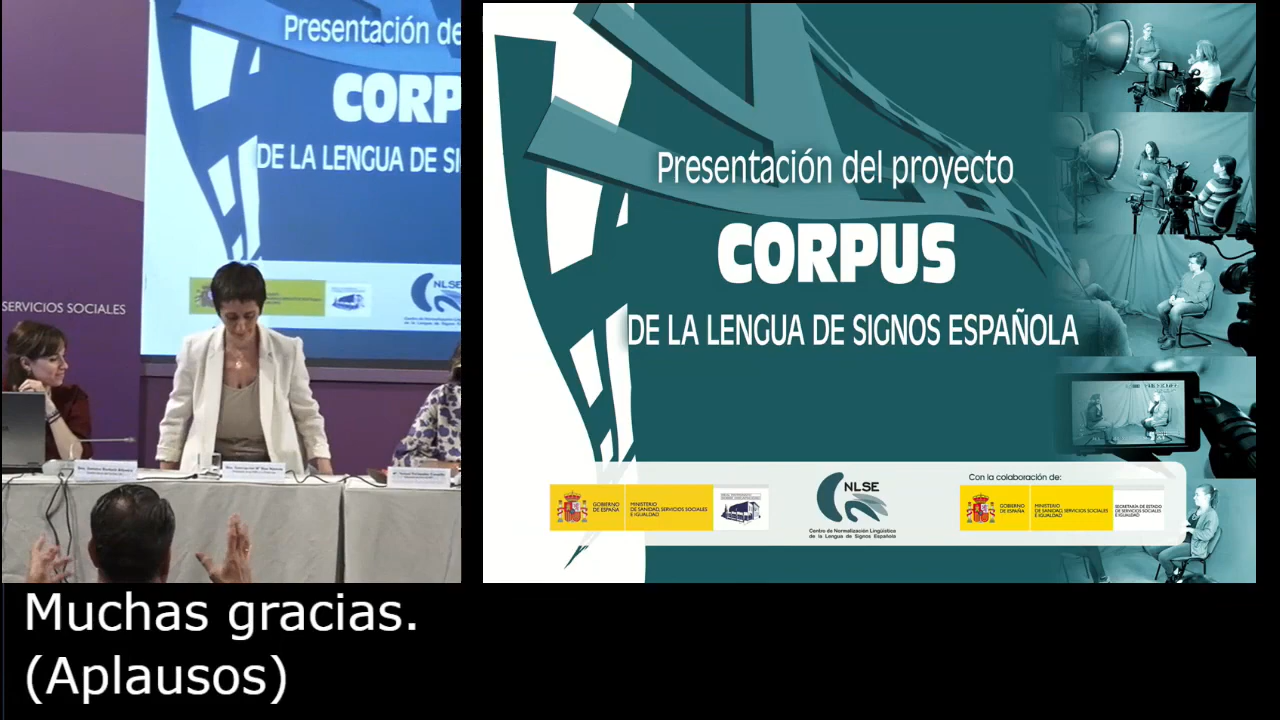 Presentación de
CORP
DE LA LENGUA DE SI
SERVICIOS SOCIALES
NLSE
Presentación del proyecto
CORPUS
DE LA LENGUA DE SIGNOS ESPAÑOLA
GOBIERNO
DE ESPAÑA
MINISTERIO
DE SANIDAD, SERVICIOS SOCIALES
E IGUALDAD
NLSE
Centro de Normalización Lingüística
de la Lengua de Signos Española
Con la colaboración de:
GOBIERNO
DE ESPAÑA
MINISTERIO
DE SANIDAD, SERVICIOS SOCIALES
E IGUALDAD
SECRETARÍA DE ESTADO
DE SERVICIOS SOCIALES
E IGUALDAD
Muchas gracias.
(Aplausos)